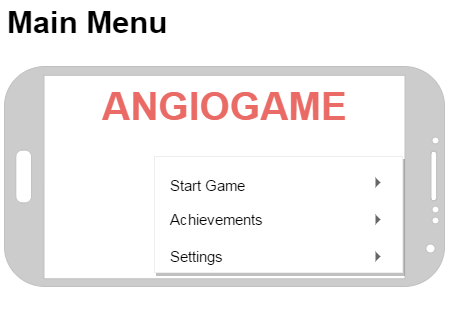 Main Menu
ANGIOGAME
Start Game
Achievements
Settings